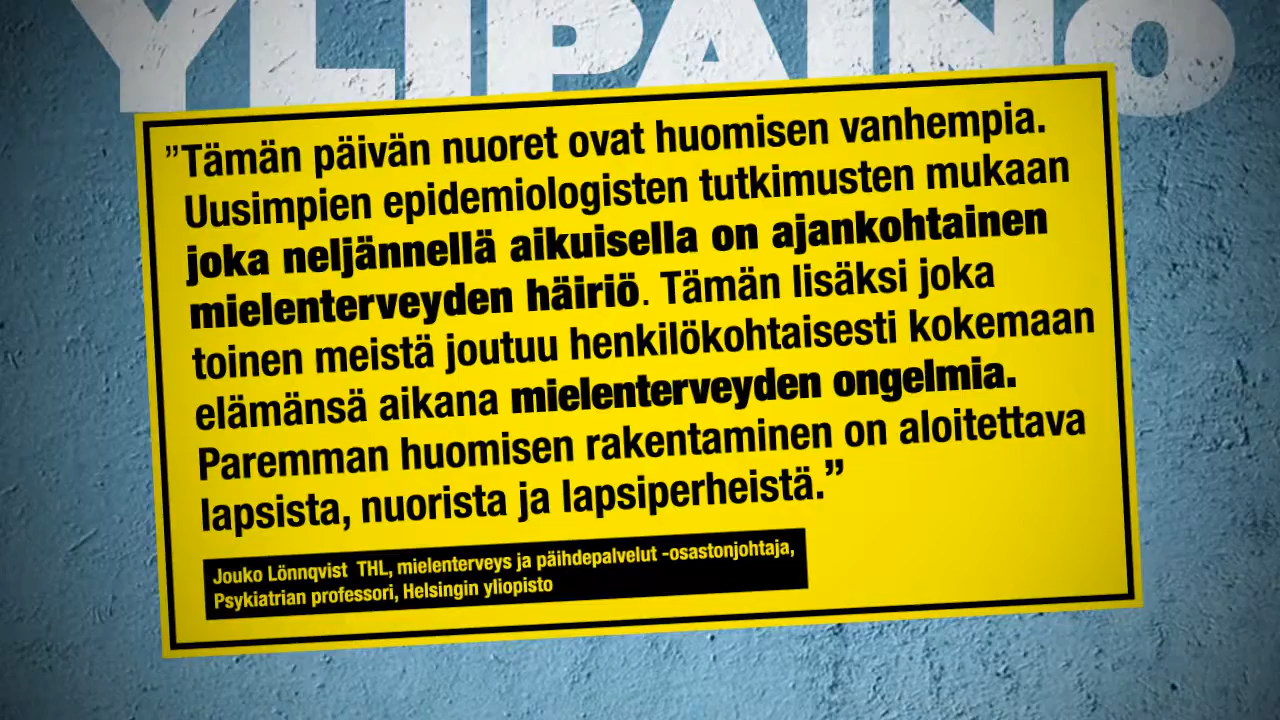 YLIPAINO
”Tämän päivän nuoret ovat huomisen vanhempia.
Uusimpien epidemiologisten tutkimusten mukaan
joka neljännellä aikuisella on ajankohtainen
mielenterveyden häiriö. Tämän lisäksi joka
toinen meistä joutuu henkilökohtaisesti kokemaan
elämänsä aikana mielenterveyden ongelmia.
Paremman huomisen rakentaminen on aloitettava
lapsista, nuorista ja lapsiperheistä.”
Jouko Lönnqvist THL, mielenterveys ja päihdepalvelut -osastonjohtaja,
Psykiatrian professori, Helsingin yliopisto